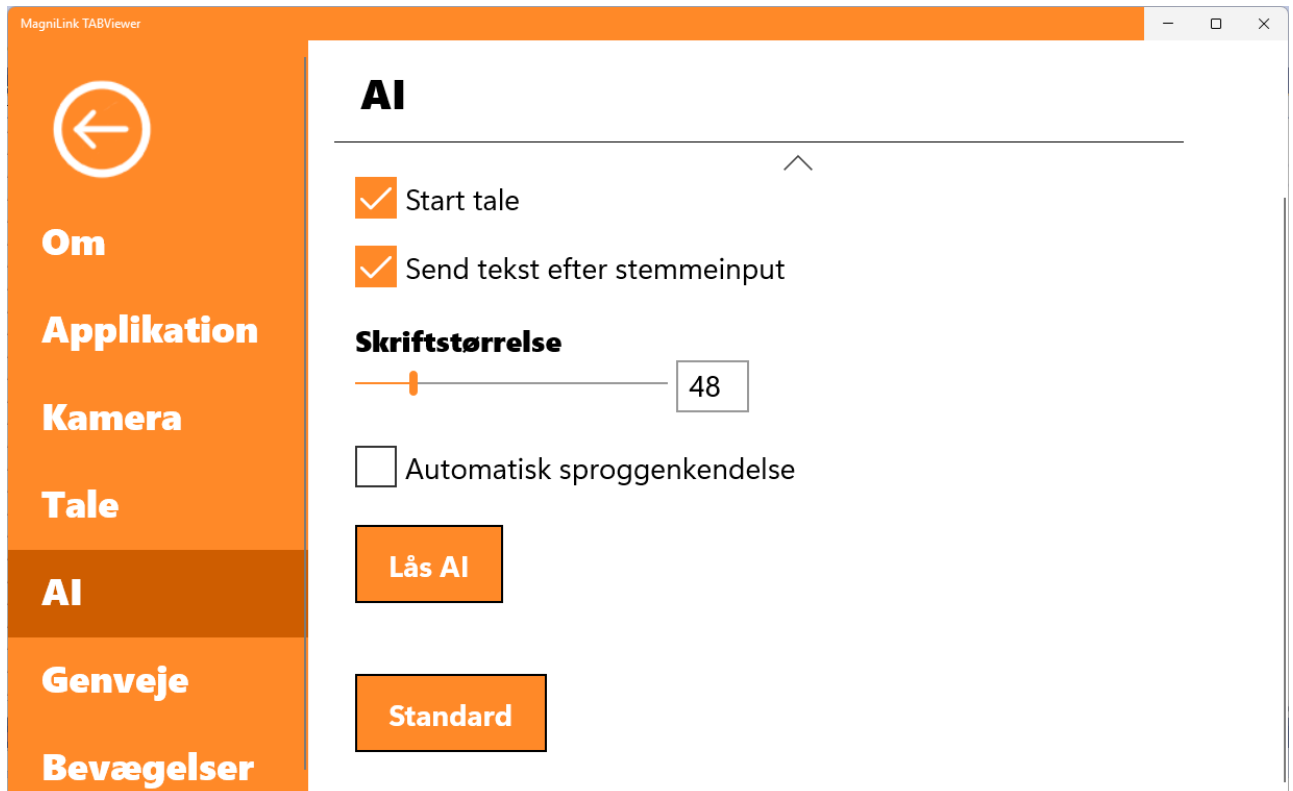 MagniLink TABViewer
Om
Applikation
Kamera
Tale
AI
Genveje
Bevægelser
AI
Start tale
Send tekst efter stemmeinput
Skriftstørrelse
48
Automatisk sproggenkendelse
Lås AI
Standard